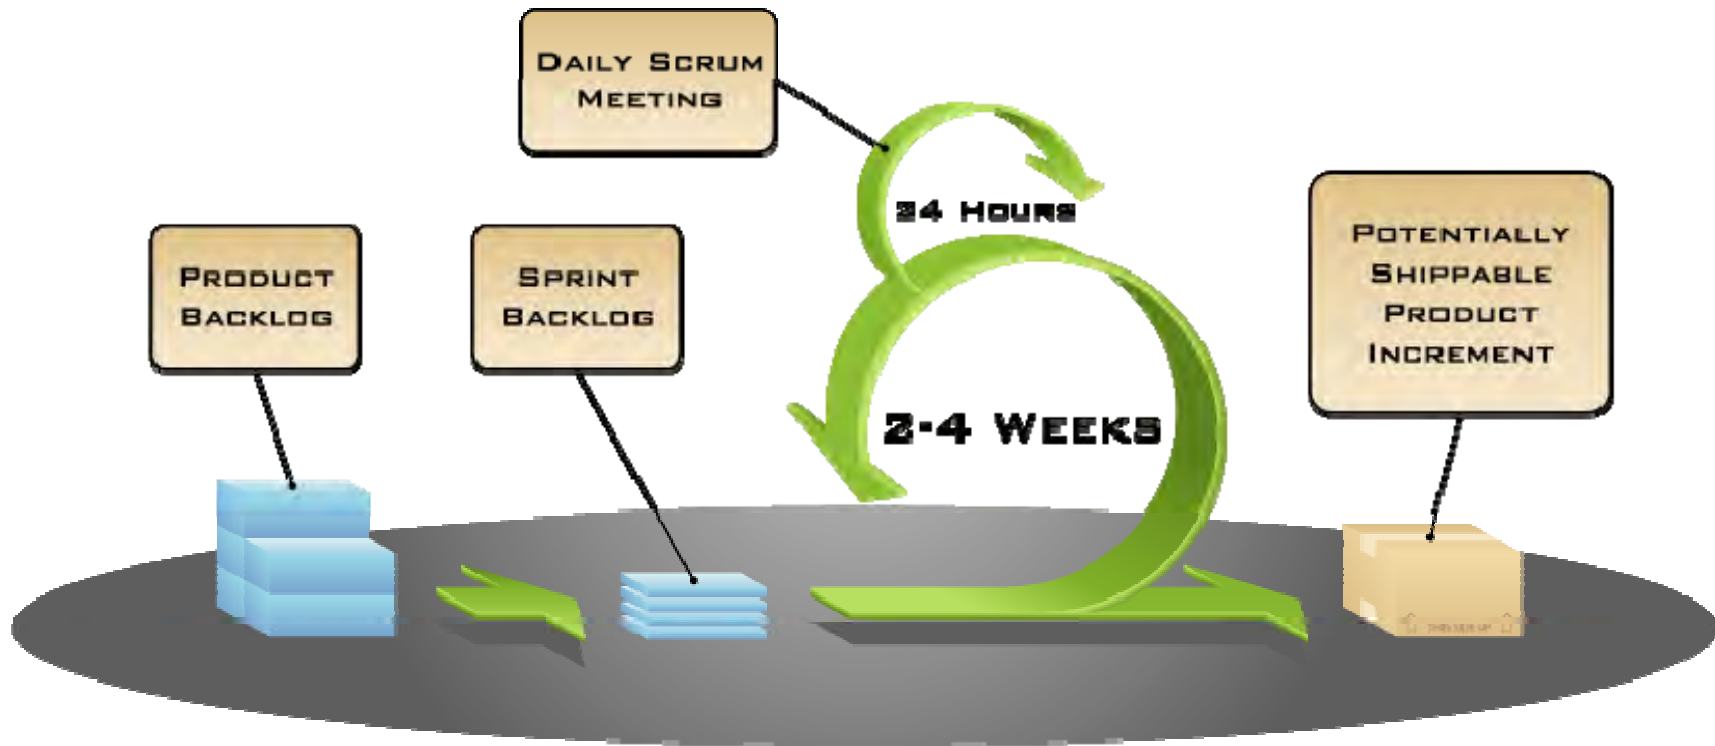 DAILY SCRUM
MEETING
24 HOURS
PRODUCT
BACKLOG
SPRINT
BACKLOG
POTENTIALLY
SHIPPABLE
PRODUCT
INCREMENT
2-4 WEEKS